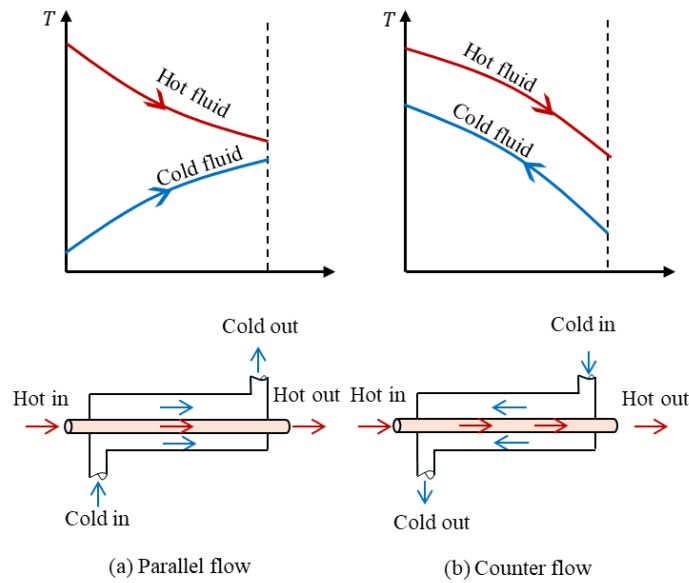 T
Hot fluid
Cold fluid
T
Hot fluid
Cold fluid
Cold out
Hot in
Hot out
Cold in
(a) Parallel flow
Cold in
Hot in
Hot out
Cold out
(b) Counter flow